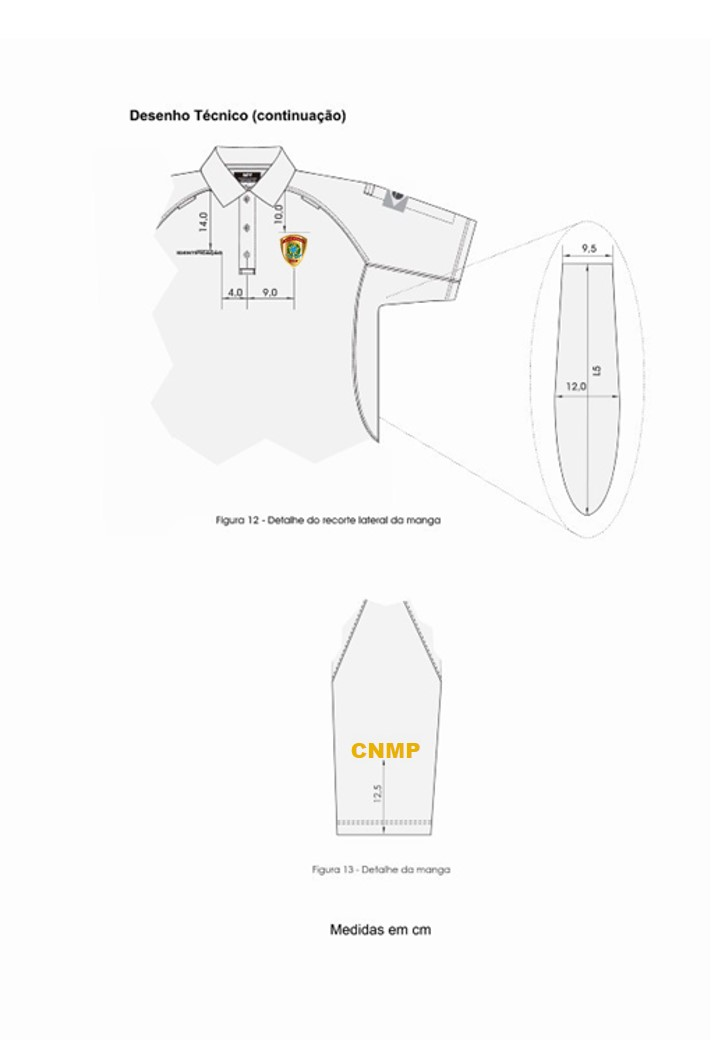 Desenho Técnico (continuação)
14,0
10,0
IDENTIFICAÇÃO
4,0
9,0
9,5
12,0
Figura 12 - Detalhe do recorte lateral da manga
CNMP
12,5
Figura 13 - Detalhe da manga
Medidas em cm